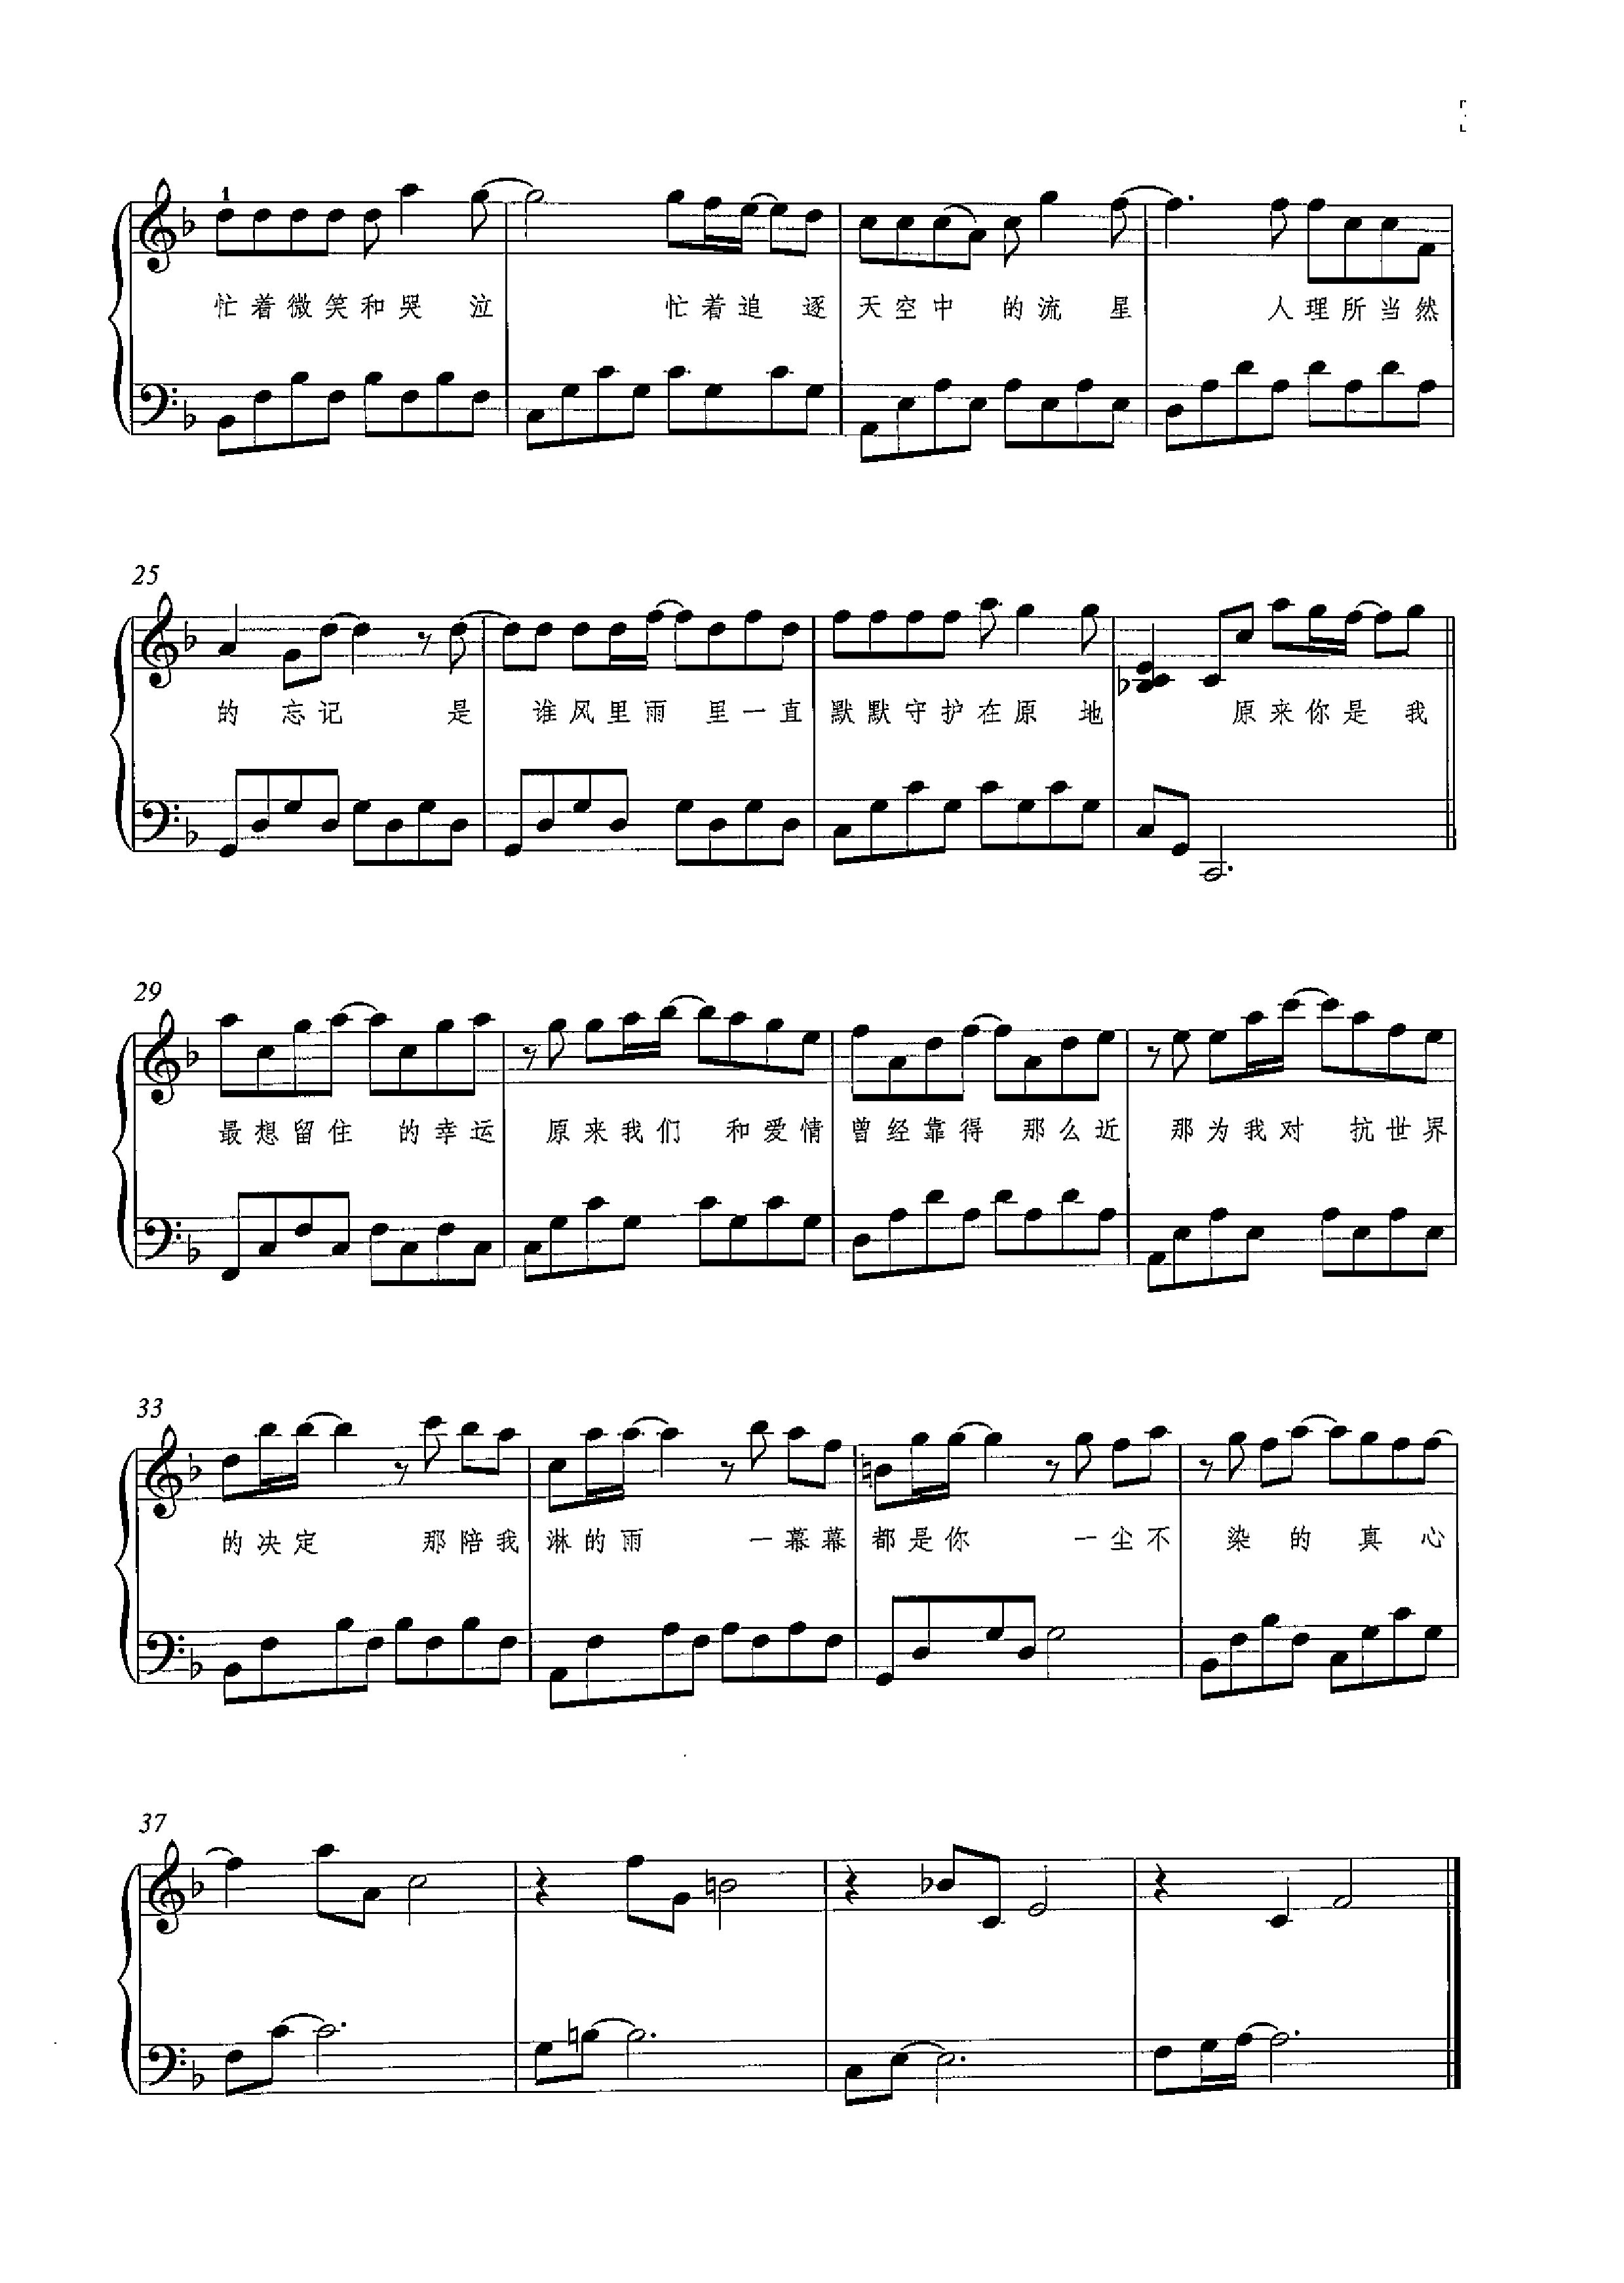 1
忙着微笑和哭 泣 忙着追 逐 天空中 的流 星 人理所当然
25
的 忘记 是 谁风里雨 里一直 默默守护在原 地 原来你是 我
29
最想留住 的幸运 原来我们 和爱情 曾经靠得 那么近 那为我对 抗世界
33
的决定 那陪我 淋的雨 一幕幕 都是你 一尘不 染 的 真 心
37